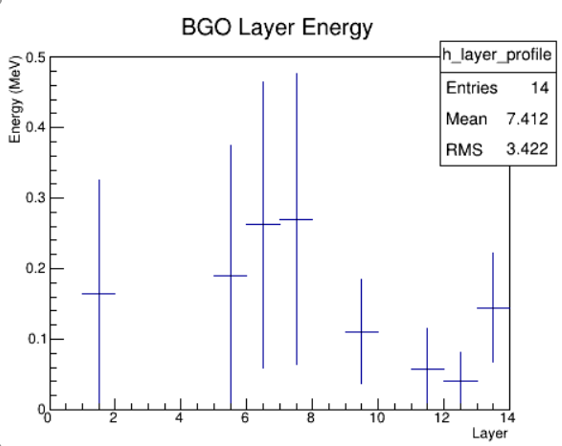 BGO Layer Energy
h_layer_profile
Entries 14
Mean 7.412
RMS 3.422
Energy (MeV)
0.5
0.4
0.3
0.2
0.1
0
0 2 4 6 8 10 12 14
Layer